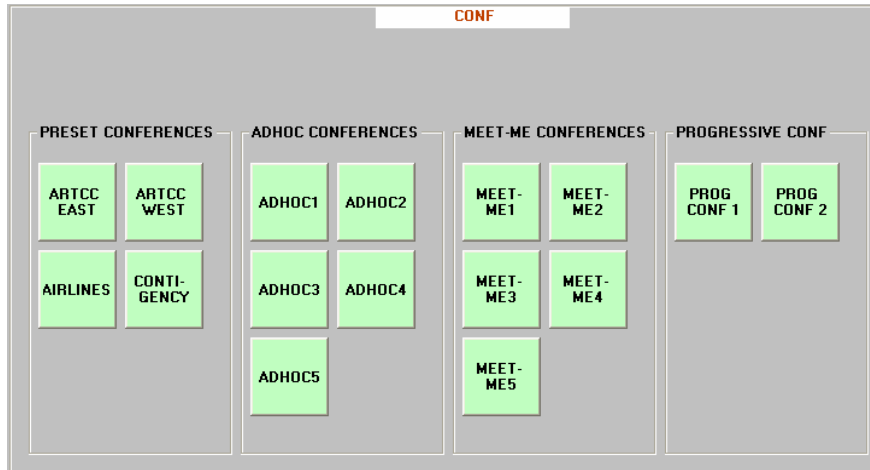 CONF
PRESET CONFERENCES
ARTCC
EAST
ARTCC
WEST
AIRLINES
CONTI-
GENCY
ADHOC CONFERENCES
ADHOC1
ADHOC2
ADHOC3
ADHOC4
ADHOC5
MEET-ME CONFERENCES
MEET-
ME1
MEET-
ME2
MEET-
ME3
MEET-
ME4
MEET-
ME5
PROGRESSIVE CONF
PROG
CONF 1
PROG
CONF 2